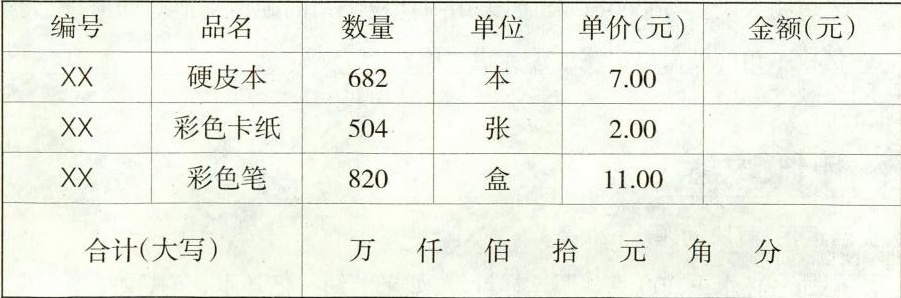 编号 品名 数量 单位 单价(元) 金额(元)
XX 硬皮本 682 本 7.00
XX 彩色卡纸 504 张 2.00
XX 彩色笔 820 盒 11.00
合计(大写) 万 仟 佰 拾 元 角 分